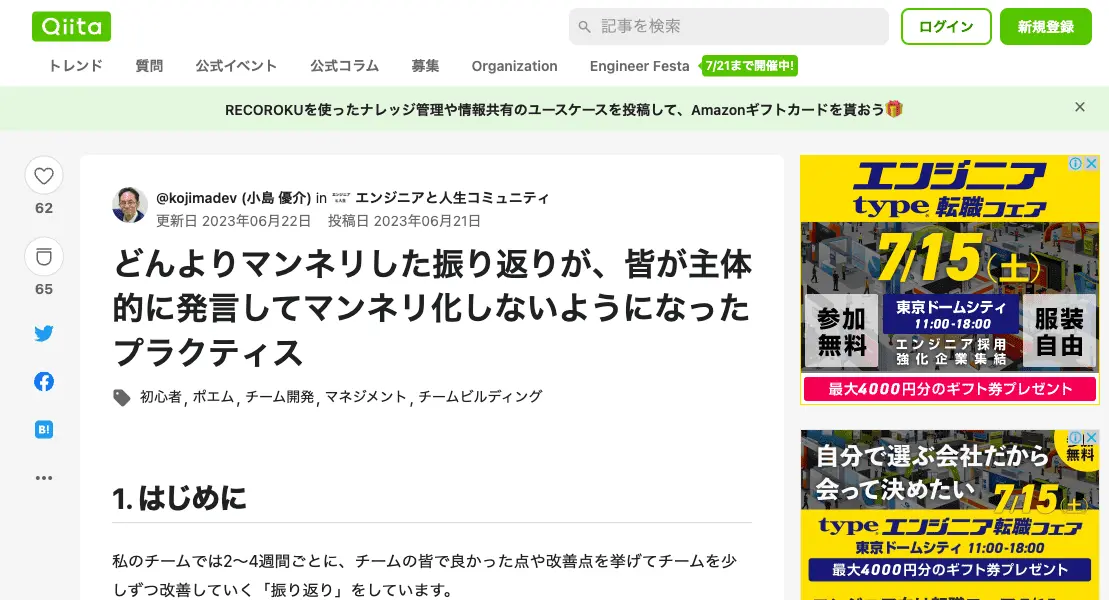 Qiita
記事を検索
ログイン
新規登録
トレンド
質問
公式イベント
公式コラム
募集
Organization
Engineer Festa
7/21まで開催中!
RECOROKUを使ったナレッジ管理や情報共有のユースケースを投稿して、Amazonギフトカードを貰おう🎁
62
65
B!
@kojimadev (小島 優介) in エンジニアと人生コミュニティ
更新日 2023年06月22日 投稿日 2023年06月21日
どんよりマンネリした振り返りが、皆が主体
的に発言してマンネリ化しないようになった
プラクティス
初心者, ポエム, チーム開発, マネジメント, チームビルディング
1. はじめに
私のチームでは2〜4週間ごとに、チームの皆で良かった点や改善点を挙げてチームを少
しずつ改善していく「振り返り」をしています。
エンジニア
type 転職フェア
7/15(土)
参加
無料
東京ドームシティ
11:00-18:00
エンジニア採用
強化企業集結
服装
自由
最大4000円分のギフト券プレゼント
自分で選ぶ会社だから
会って決めたい
無料
7/15(土)
typeエンジニア転職フェア
東京ドームシティ 11:00-18:00
最大4000円分のギフト券プレゼント